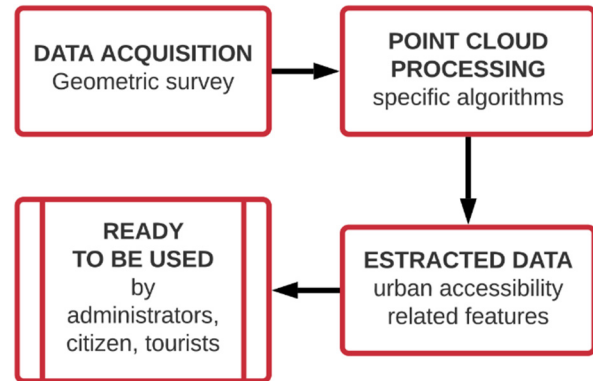 DATA ACQUISITION
Geometric survey
POINT CLOUD
PROCESSING
specific algorithms
ESTRACTED DATA
urban accessibility
related features
READY
TO BE USED
by
administrators,
citizen, tourists